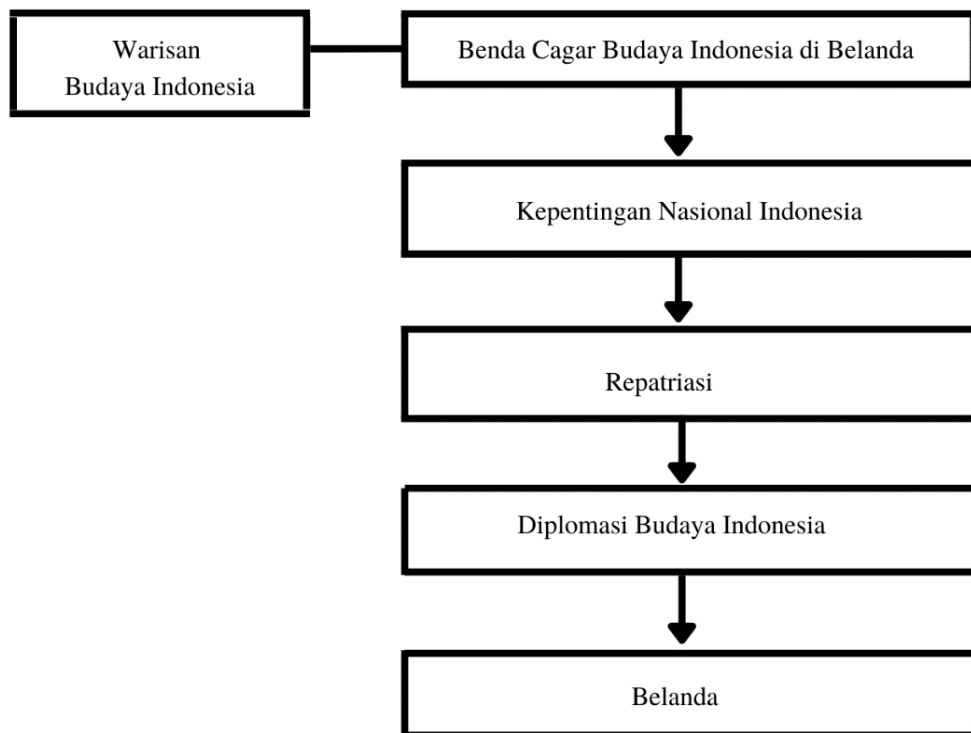 Warisan
Budaya Indonesia
Benda Cagar Budaya Indonesia di Belanda
Kepentingan Nasional Indonesia
Repatriasi
Diplomasi Budaya Indonesia
Belanda